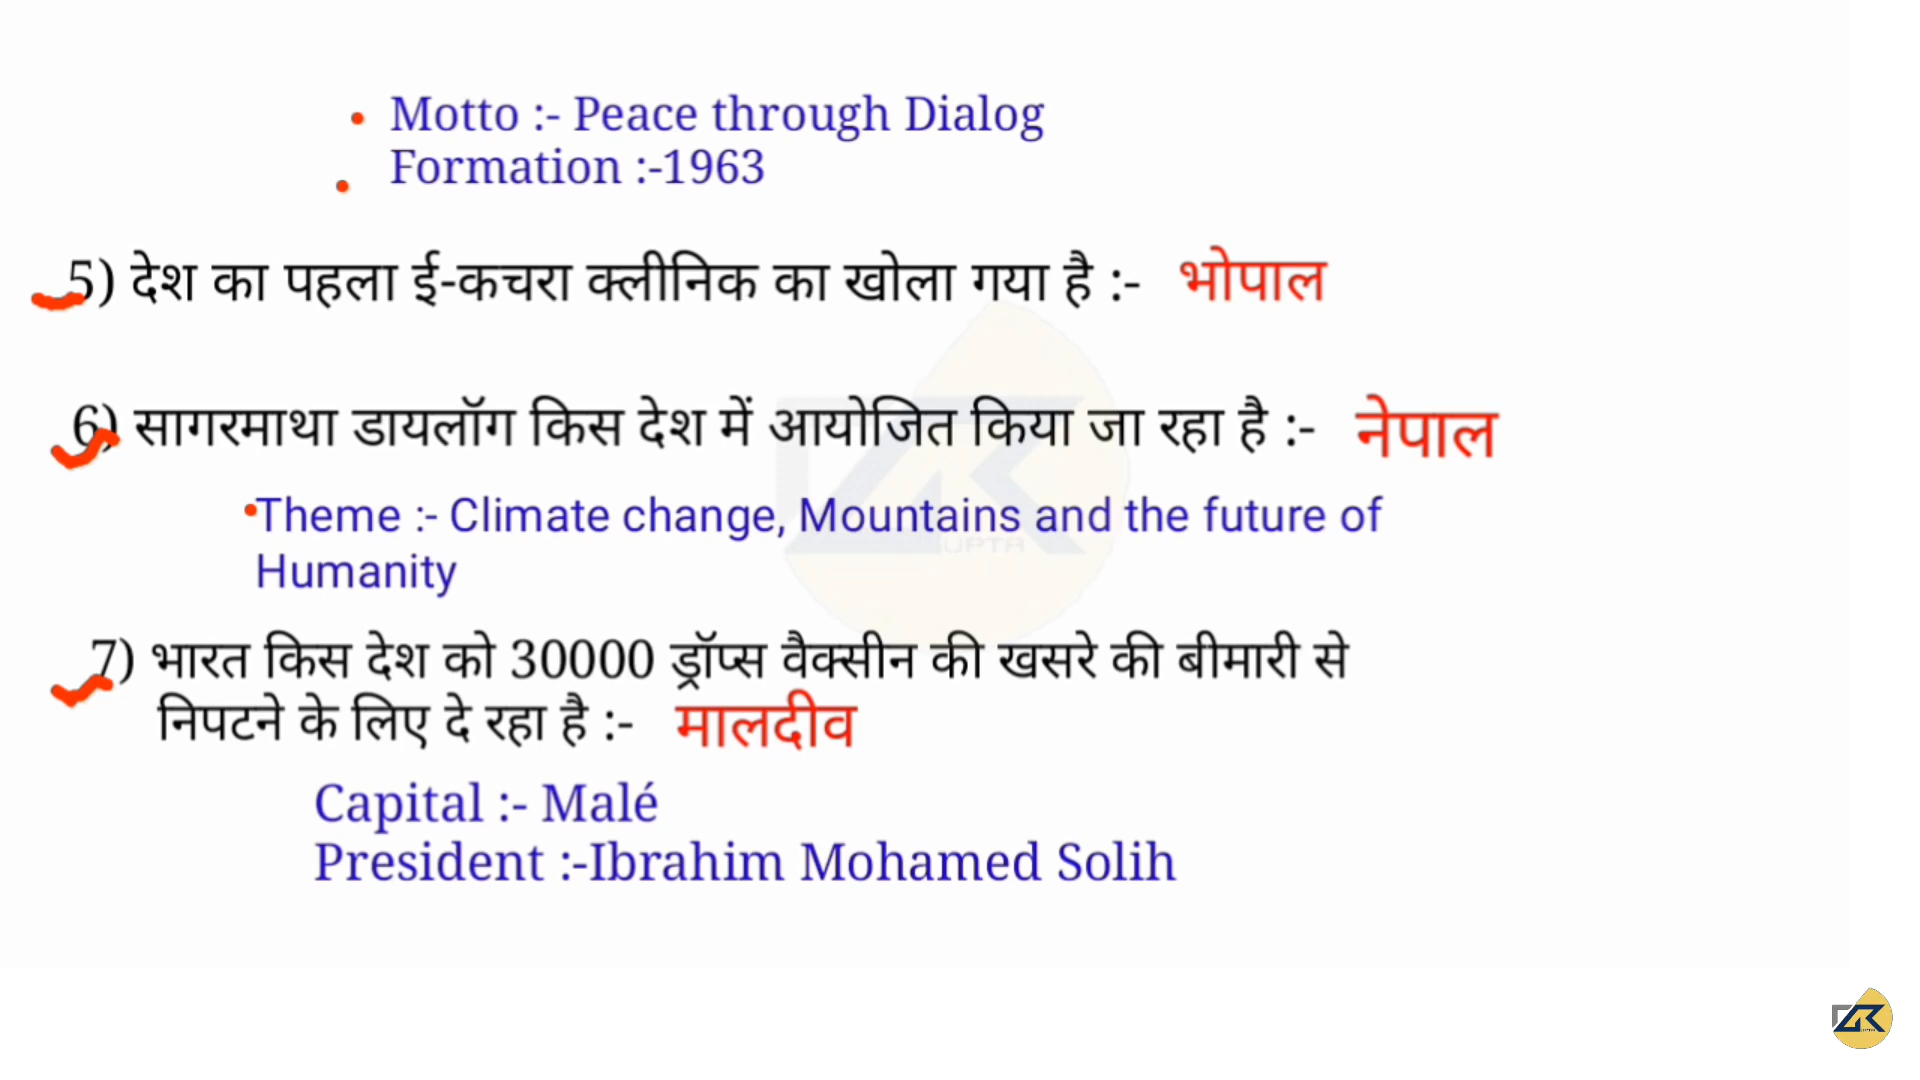 Motto :- Peace through Dialog
Formation :-1963
5) देश का पहला ई-कचरा क्लीनिक का खोला गया है :- भोपाल
6) सागरमाथा डायलॉग किस देश में आयोजित किया जा रहा है :- नेपाल
Theme :- Climate change, Mountains and the future of
Humanity
7) भारत किस देश को 30000 ड्रॉप्स वैक्सीन की खसरे की बीमारी से
निपटने के लिए दे रहा है :- मालदीव
Capital :- Malé
President :-Ibrahim Mohamed Solih